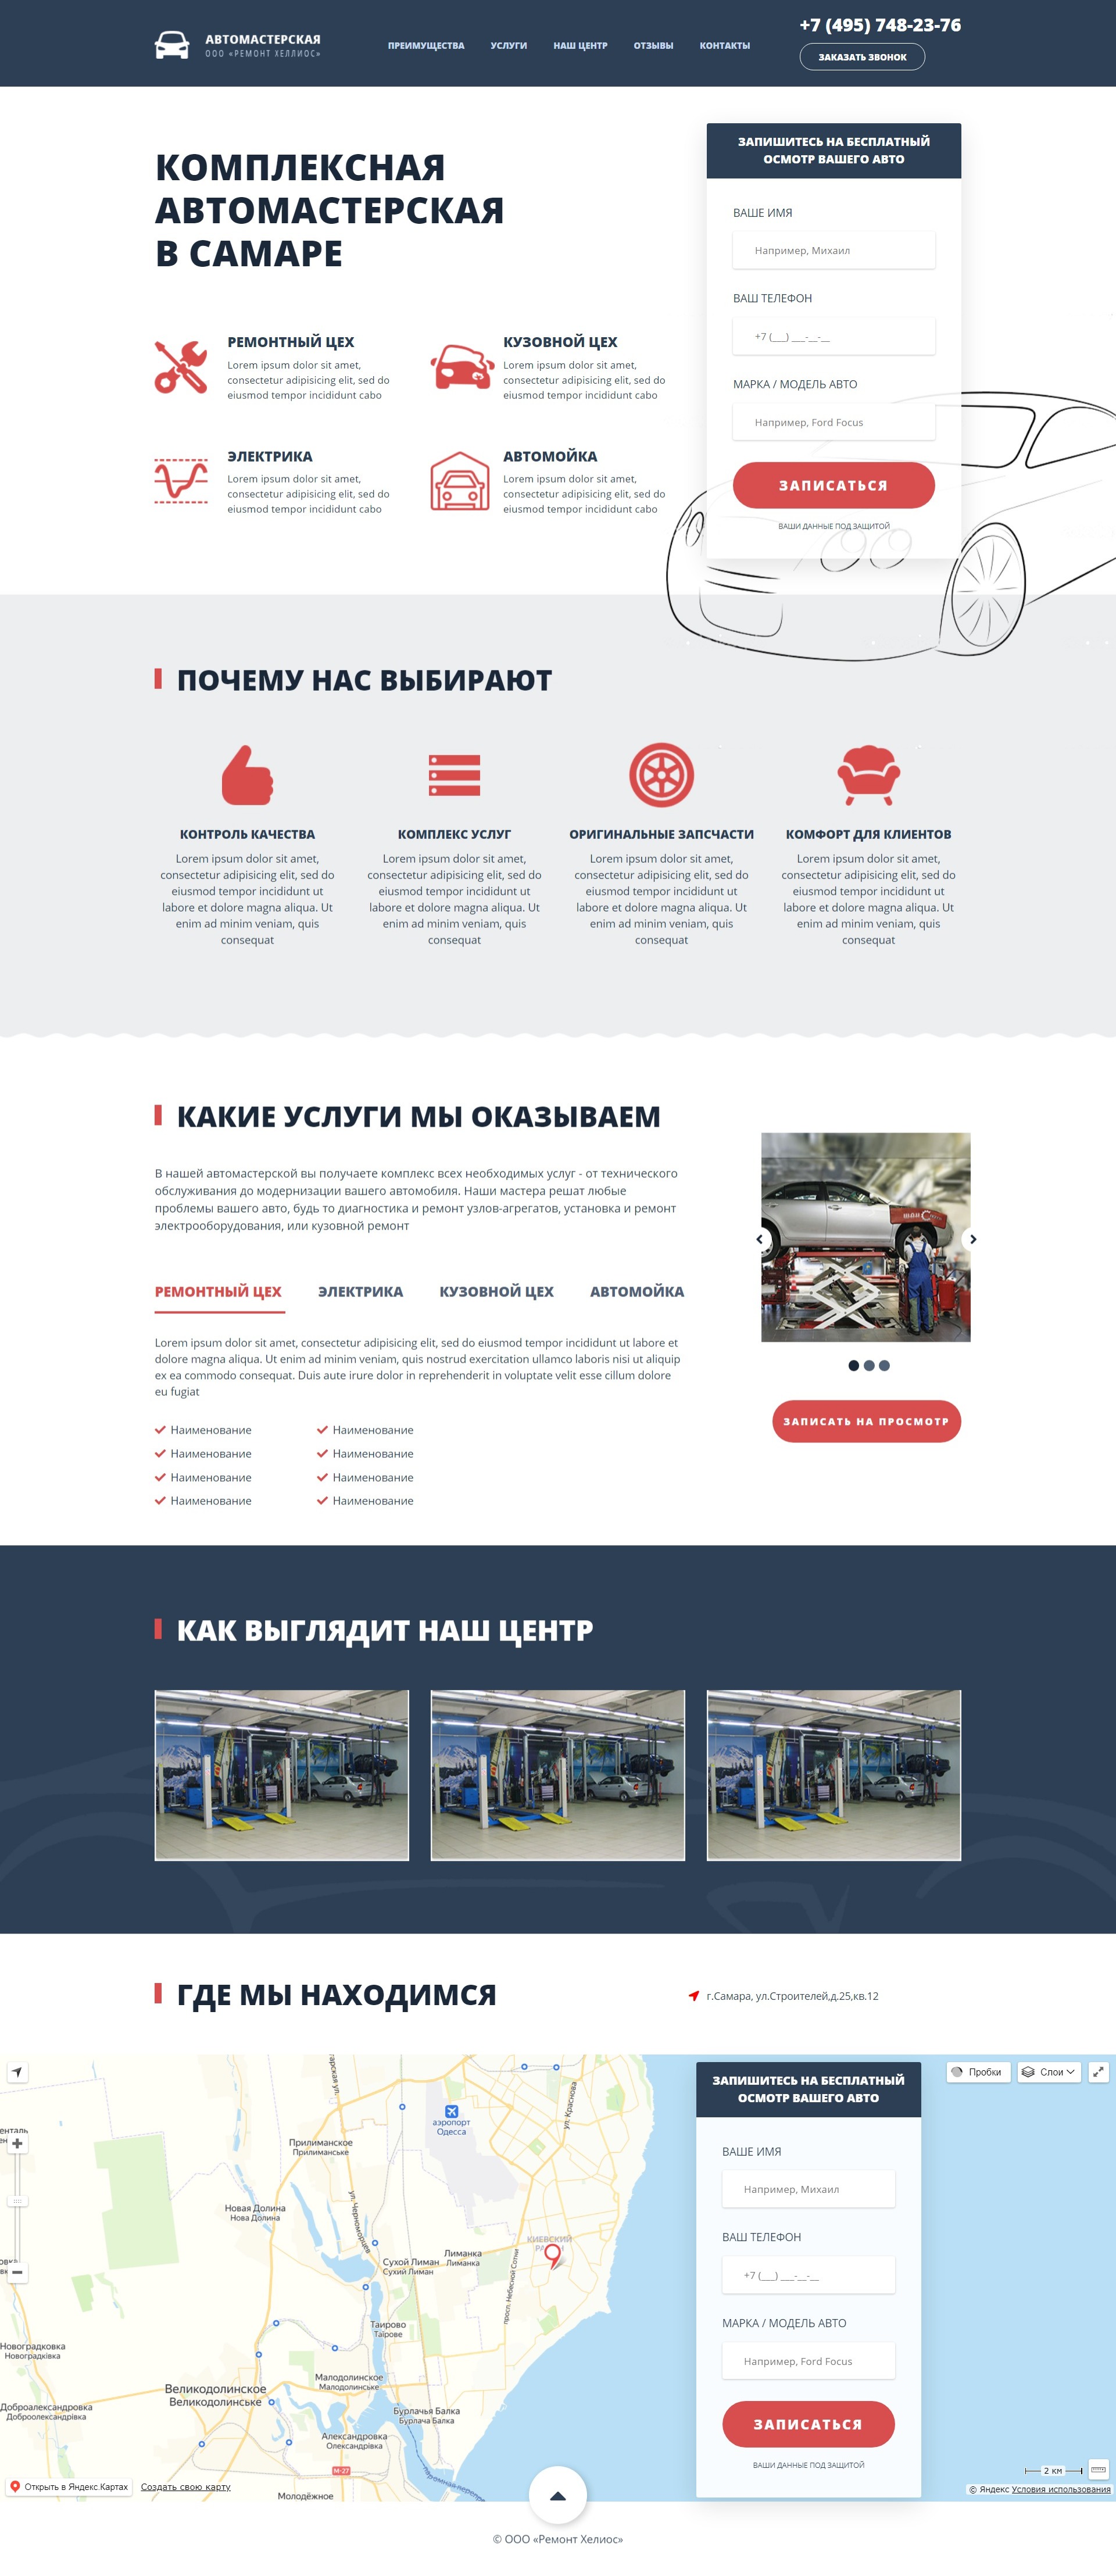 АВТОМАСТЕРСКАЯ
ООО «РЕМОНТ ХЕЛЛИОС»
ПРЕИМУЩЕСТВА УСЛУГИ НАШ ЦЕНТР ОТЗЫВЫ КОНТАКТЫ
+7 (495) 748-23-76
ЗАКАЗАТЬ ЗВОНОК
КОМПЛЕКСНАЯ
АВТОМАСТЕРСКАЯ
В САМАРЕ
РЕМОНТНЫЙ ЦЕХ
Lorem ipsum dolor sit amet,
consectetur adipisicing elit, sed do
eiusmod tempor incididunt cabo
КУЗОВНОЙ ЦЕХ
Lorem ipsum dolor sit amet,
consectetur adipisicing elit, sed do
eiusmod tempor incididunt cabo
ЭЛЕКТРИКА
Lorem ipsum dolor sit amet,
consectetur adipisicing elit, sed do
eiusmod tempor incididunt cabo
АВТОМОЙКА
Lorem ipsum dolor sit amet,
consectetur adipisicing elit, sed do
eiusmod tempor incididunt cabo
ЗАПИШИТЕСЬ НА БЕСПЛАТНЫЙ
ОСМОТР ВАШЕГО АВТО
ВАШЕ ИМЯ
Например, Михаил
ВАШ ТЕЛЕФОН
+7 (___) ___-__-__
МАРКА / МОДЕЛЬ АВТО
Например, Ford Focus
ЗАПИСАТЬСЯ
ВАШИ ДАННЫЕ ПОД ЗАЩИТОЙ
ПОЧЕМУ НАС ВЫБИРАЮТ
КОНТРОЛЬ КАЧЕСТВА
Lorem ipsum dolor sit amet,
consectetur adipisicing elit, sed do
eiusmod tempor incididunt ut
labore et dolore magna aliqua. Ut
enim ad minim veniam, quis
consequat
КОМПЛЕКС УСЛУГ
Lorem ipsum dolor sit amet,
consectetur adipisicing elit, sed do
eiusmod tempor incididunt ut
labore et dolore magna aliqua. Ut
enim ad minim veniam, quis
consequat
ОРИГИНАЛЬНЫЕ ЗАПСЧАСТИ
Lorem ipsum dolor sit amet,
consectetur adipisicing elit, sed do
eiusmod tempor incididunt ut
labore et dolore magna aliqua. Ut
enim ad minim veniam, quis
consequat
КОМФОРТ ДЛЯ КЛИЕНТОВ
Lorem ipsum dolor sit amet,
consectetur adipisicing elit, sed do
eiusmod tempor incididunt ut
labore et dolore magna aliqua. Ut
enim ad minim veniam, quis
consequat
КАКИЕ УСЛУГИ МЫ ОКАЗЫВАЕМ
В нашей автомастерской вы получаете комплекс всех необходимых услуг - от технического
обслуживания до модернизации вашего автомобиля. Наши мастера решат любые
проблемы вашего авто, будь то диагностика и ремонт узлов-агрегатов, установка и ремонт
электрооборудования, или кузовной ремонт
РЕМОНТНЫЙ ЦЕХ ЭЛЕКТРИКА КУЗОВНОЙ ЦЕХ АВТОМОЙКА
Lorem ipsum dolor sit amet, consectetur adipisicing elit, sed do eiusmod tempor incididunt ut labore et
dolore magna aliqua. Ut enim ad minim veniam, quis nostrud exercitation ullamco laboris nisi ut aliquip
ex ea commodo consequat. Duis aute irure dolor in reprehenderit in voluptate velit esse cillum dolore
eu fugiat
Наименование Наименование
Наименование Наименование
Наименование Наименование
Наименование Наименование
ЗАПИСАТЬ НА ПРОСМОТР
КАК ВЫГЛЯДИТ НАШ ЦЕНТР
ГДЕ МЫ НАХОДИМСЯ
г.Самара, ул.Строителей,д.25,кв.12
ул. Краснова
аэропорт
Одесса
Прилиманское
Прилиманське
Новая Долина
Нова Долина
ул. Черноморцев
Сухой Лиман
Сухий Лиман
Лиманка
Лиманка
просп. Небесной Сотни
КИЕВСКИЙ
Таирово
Таїрове
Новоградковка
Новоградківка
Малодолинское
Малодолинське
Великодолинское
Великодолинське
Доброалександровка
Доброолександрівка
Бурлачья Балка
Бурлача Балка
Александровка
Олександрівка
М-27
Молодёжное
Открыть в Яндекс.Картах
Создать свою карту
Пробки
Слои
ЗАПИШИТЕСЬ НА БЕСПЛАТНЫЙ
ОСМОТР ВАШЕГО АВТО
ВАШЕ ИМЯ
Например, Михаил
ВАШ ТЕЛЕФОН
+7 (___) ___-__-__
МАРКА / МОДЕЛЬ АВТО
Например, Ford Focus
ЗАПИСАТЬСЯ
ВАШИ ДАННЫЕ ПОД ЗАЩИТОЙ
2 км
© Яндекс Условия использования
© ООО «Ремонт Хелиос»